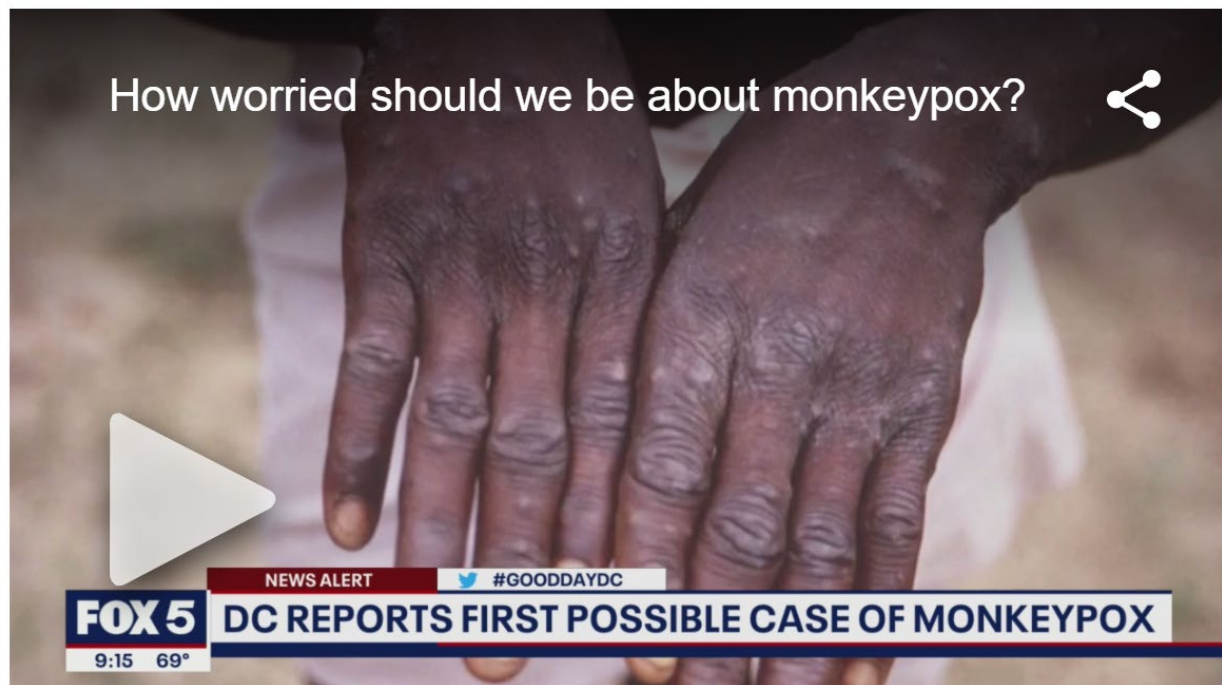 How worried should we be about monkeypox?
NEWS ALERT
#GOODDAYDC
FOX 5
DC REPORTS FIRST POSSIBLE CASE OF MONKEYPOX
9:15 69°